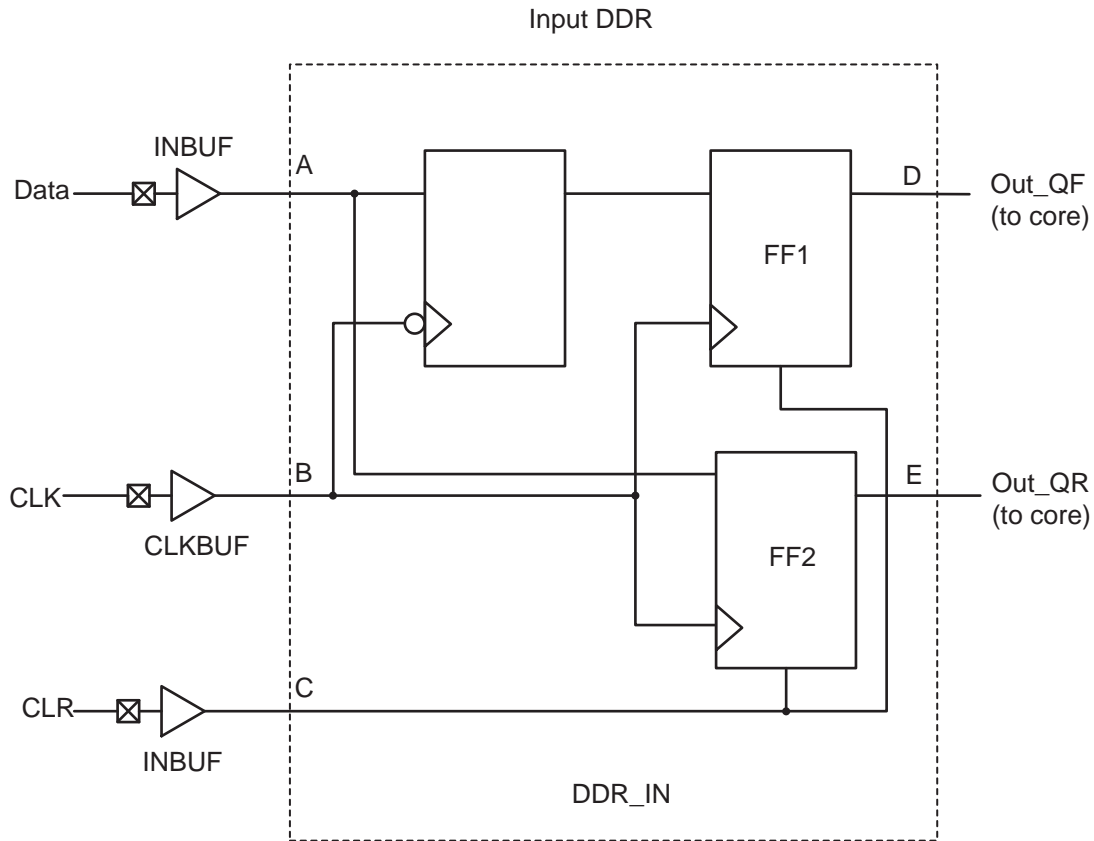 Input DDR
INBUF
A
Data
D
Out_QF
(to core)
FF1
B
CLK
CLKBUF
E
Out_QR
(to core)
FF2
C
CLR
INBUF
DDR_IN